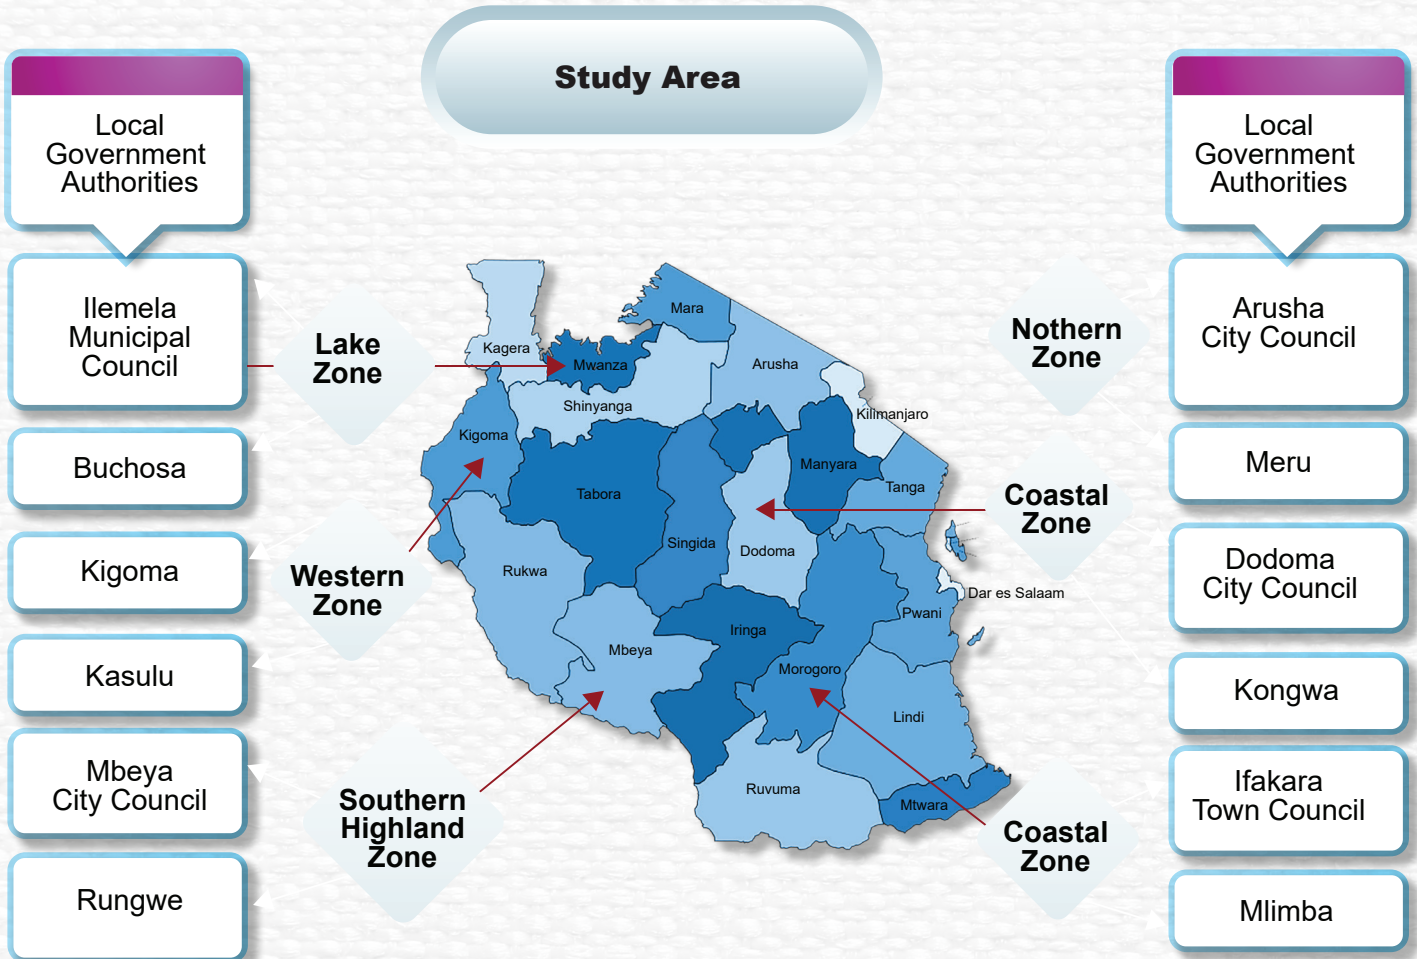 Study Area
Local
Government
Authorities
Ilemela
Municipal
Council
Buchosa
Kigoma
Kasulu
Mbeya
City Council
Rungwe
Lake
Zone
Western
Zone
Southern
Highland
Zone
Kagera
Mara
Mwanza
Arusha
Shinyanga
Kilimanjaro
Kigoma
Manyara
Tabora
Tanga
Singida
Dodoma
Rukwa
Dar es Salaam
Pwani
Iringa
Mbeya
Morogoro
Lindi
Ruvuma
Mtwara
Nothern
Zone
Coastal
Zone
Coastal
Zone
Local
Government
Authorities
Arusha
City Council
Meru
Dodoma
City Council
Kongwa
Ifakara
Town Council
Mlimba